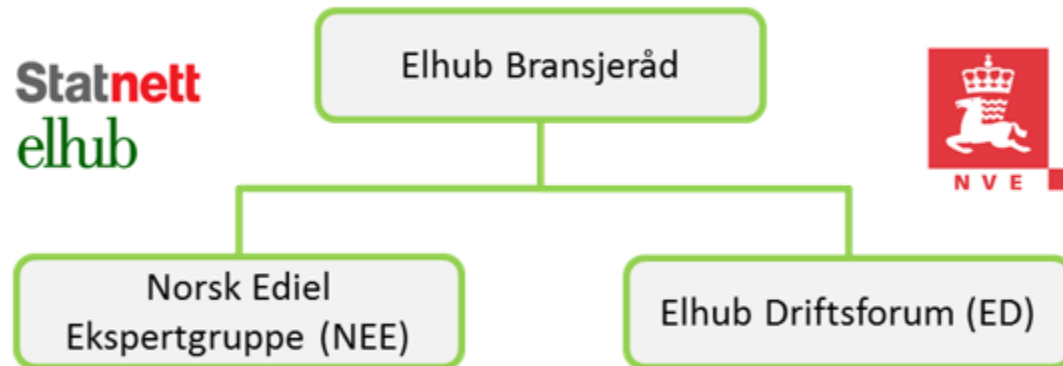 Elhub Bransjeråd
Statnett
elhub
NVE
Norsk Ediel
Ekspertgruppe (NEE)
Elhub Driftsforum (ED)